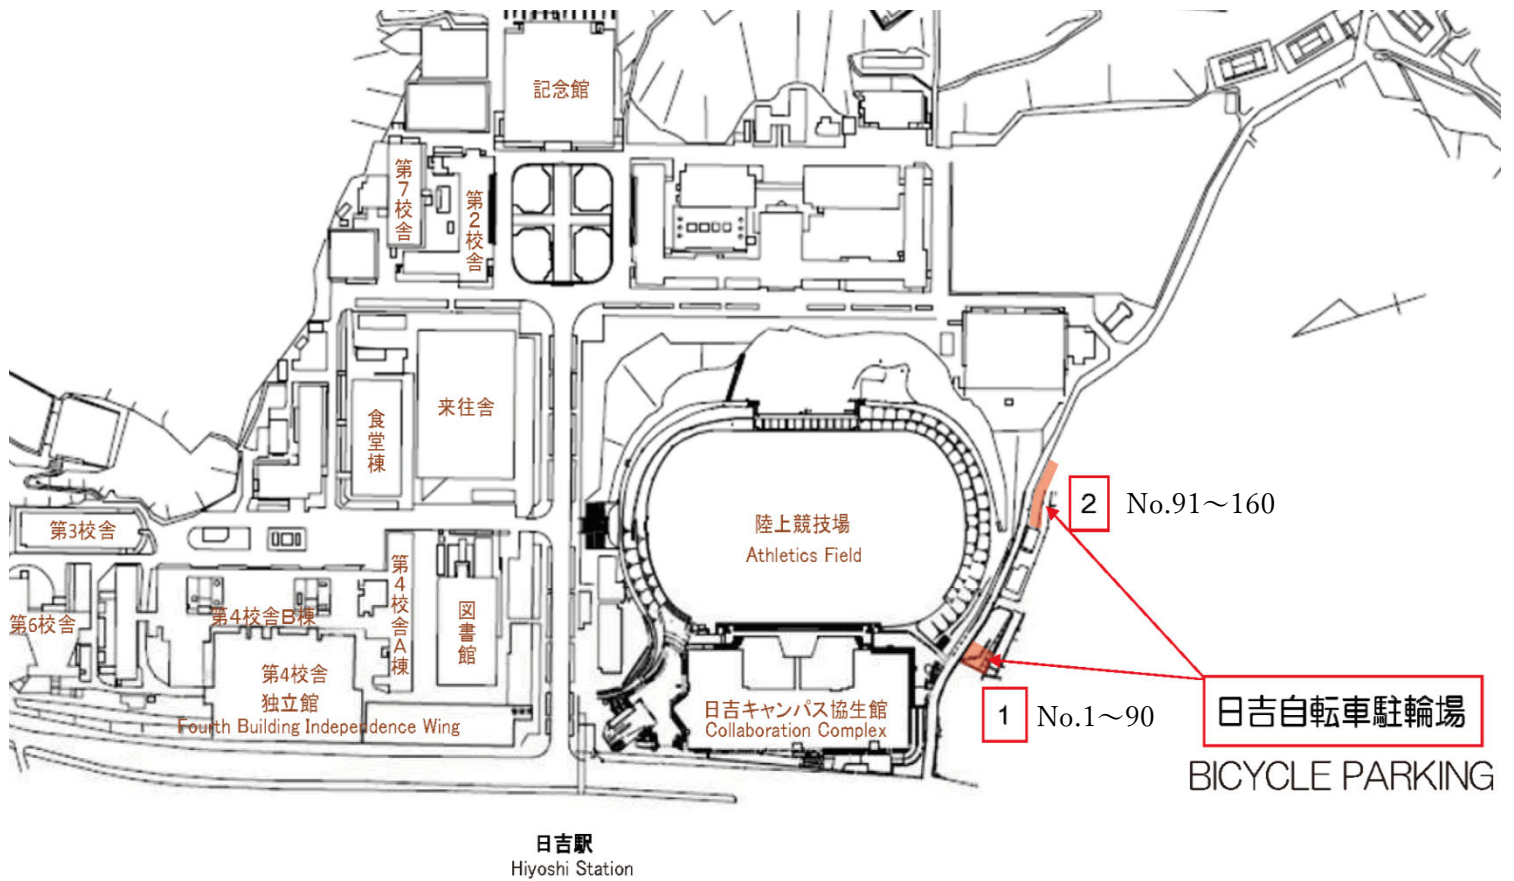 記念館
第7校舎
第2校舎
来往舎
食堂棟
第3校舎
陸上競技場
Athletics Field
2
No.91～160
第4校舎A棟
図書館
第6校舎
第4校舎B棟
第4校舎
独立館
Fourth Building Independence Wing
日吉キャンパス協生館
Collaboration Complex
1
No.1～90
日吉自転車駐輪場
BICYCLE PARKING
日吉駅
Hiyoshi Station